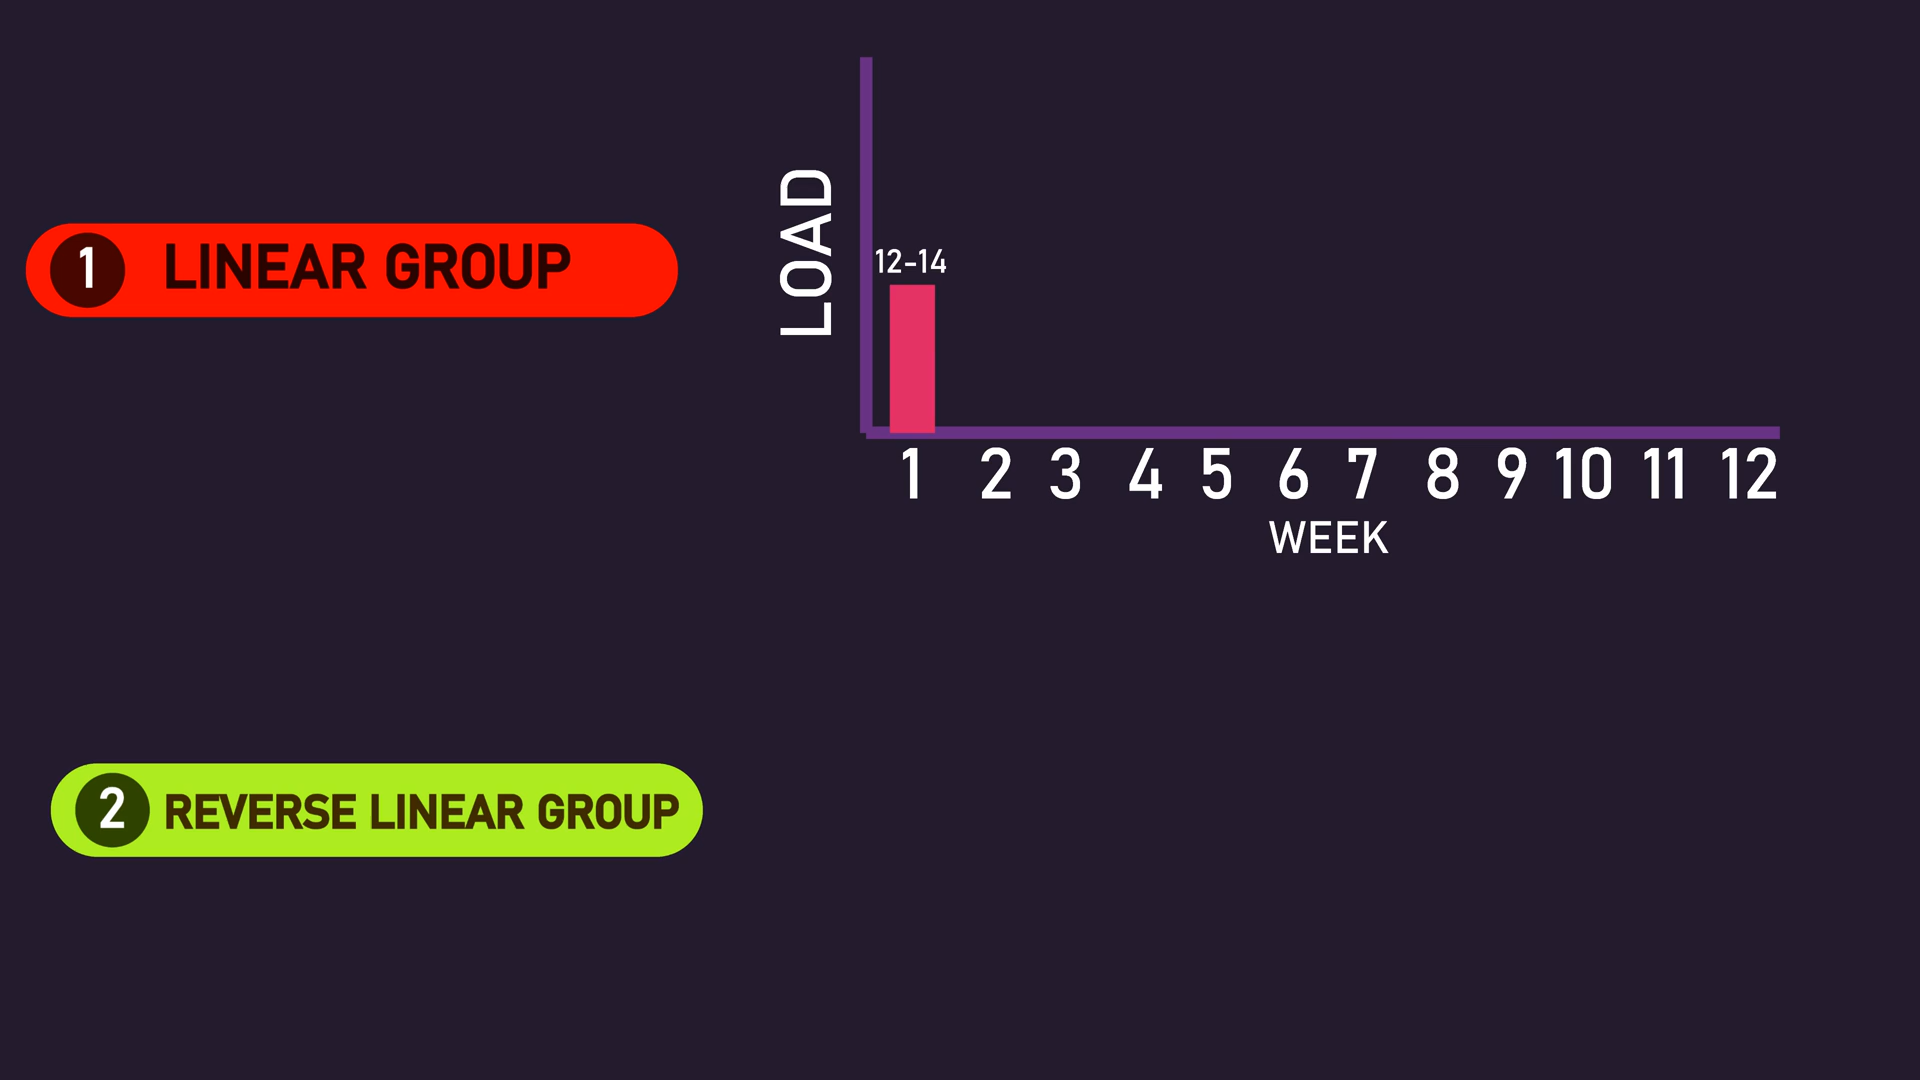 1 LINEAR GROUP
LOAD
12-14
1 2 3 4 5 6 7 8 9 10 11 12
WEEK
2 REVERSE LINEAR GROUP